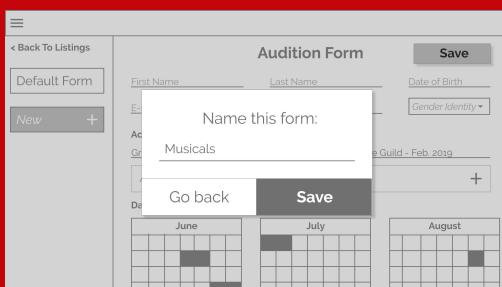 < Back To Listings
Audition Form
Save
Default Form
First Name
Last Name
Date of Birth
New +
Gender Identity
Name this form:
Musicals
Guild - Feb. 2019
+
Go back
Save
June
July
August